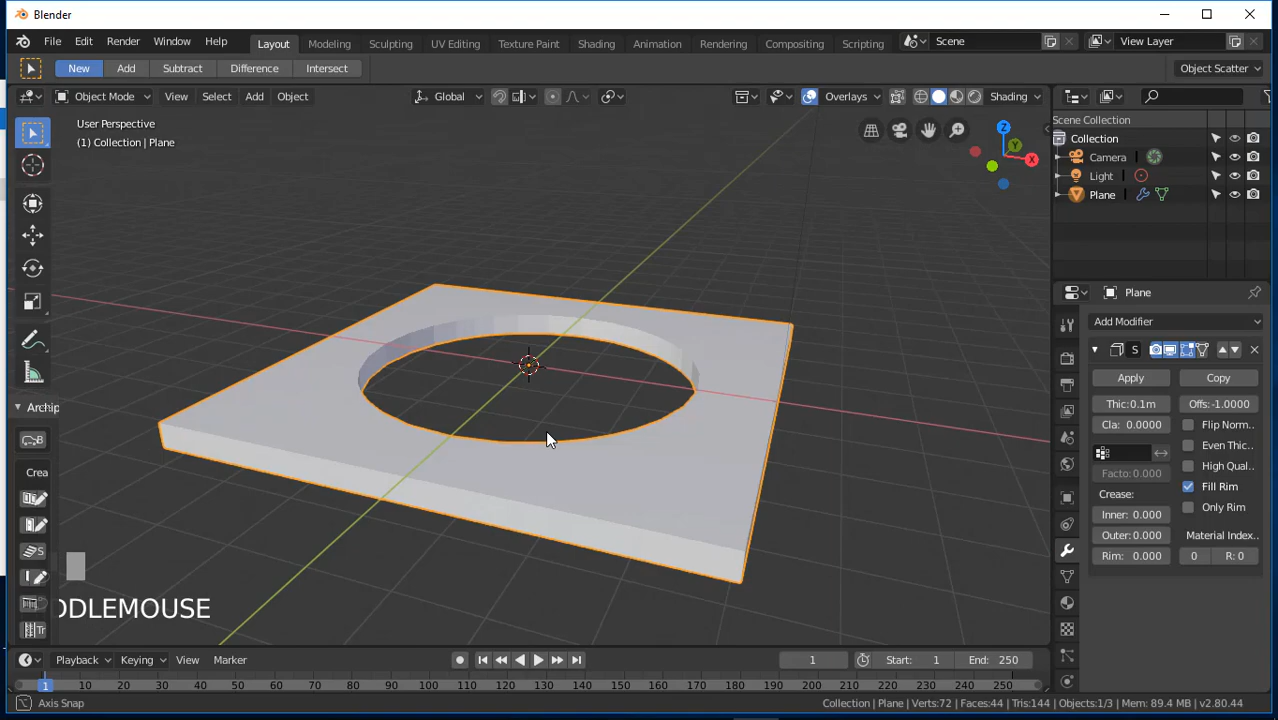 Blender
File Edit Render Window Help
Layout Modeling Sculpting UV Editing Texture Paint Shading Animation Rendering Compositing Scripting
Scene
View Layer
New Add Subtract Difference Intersect
Object Scatter
Object Mode View Select Add Object
Global
Overlays
Shading
User Perspective
(1) Collection | Plane
Z
Y
X
Scene Collection
Collection
Camera
Light
Plane
Plane
Add Modifier
S
Apply Copy
Thic: 0.1m Offs: -1.0000
Cla: 0.0000 Flip Norm..
Even Thic..
Facto: 0.000 High Qual..
Crease: Fill Rim
Inner: 0.000 Only Rim
Outer: 0.000 Material Index..
Rim: 0.000 0 R: 0
Archip
Crea
S
Tr
DDLEMOUSE
Playback Keying View Marker
1
Start: 1 End: 250
1 10 20 30 40 50 60 70 80 90 100 110 120 130 140 150 160 170 180 190 200 210 220 230 240 250
Axis Snap
Collection | Plane | Verts:72 | Faces:44 | Tris:144 | Objects:1/3 | Mem: 89.4 MB | v2.80.44